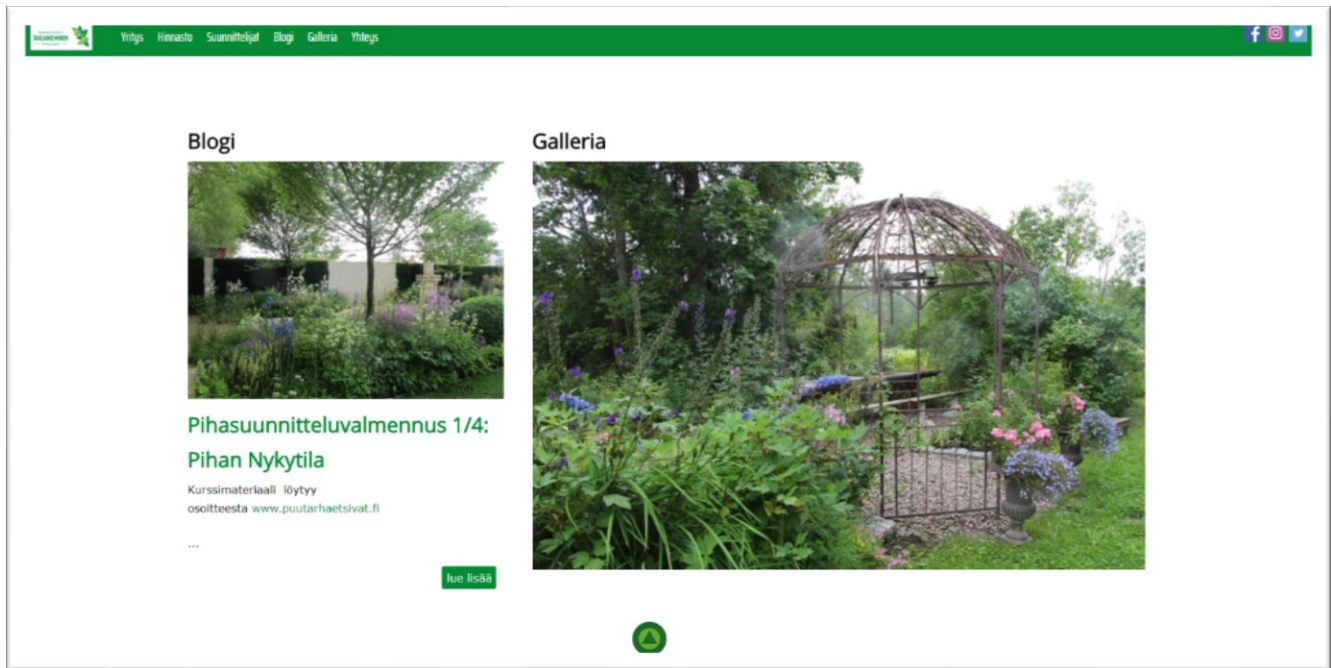 Yritys Hinnasto Suunnittelijat Blogi Galleria Yhteys
Blogi
Galleria
Pihasuunnitteluvalmennus 1/4:
Pihan Nykytila
Kurssimateriaali löytyy
osoitteesta www.puutarhaetsivat.fi
...
lue lisää